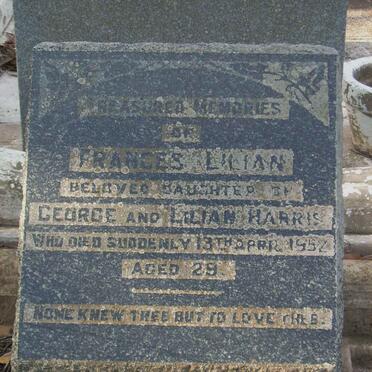 TREASURED MEMORIES
OF
FRANCES LILIAN
BELOVED DAUGHTER OF
GEORGE AND LILIAN HARRIS
WHO DIED SUDDENLY 13TH APRIL 1952
AGED 29.
NONE KNEW THEE BUT TO LOVE THEE.